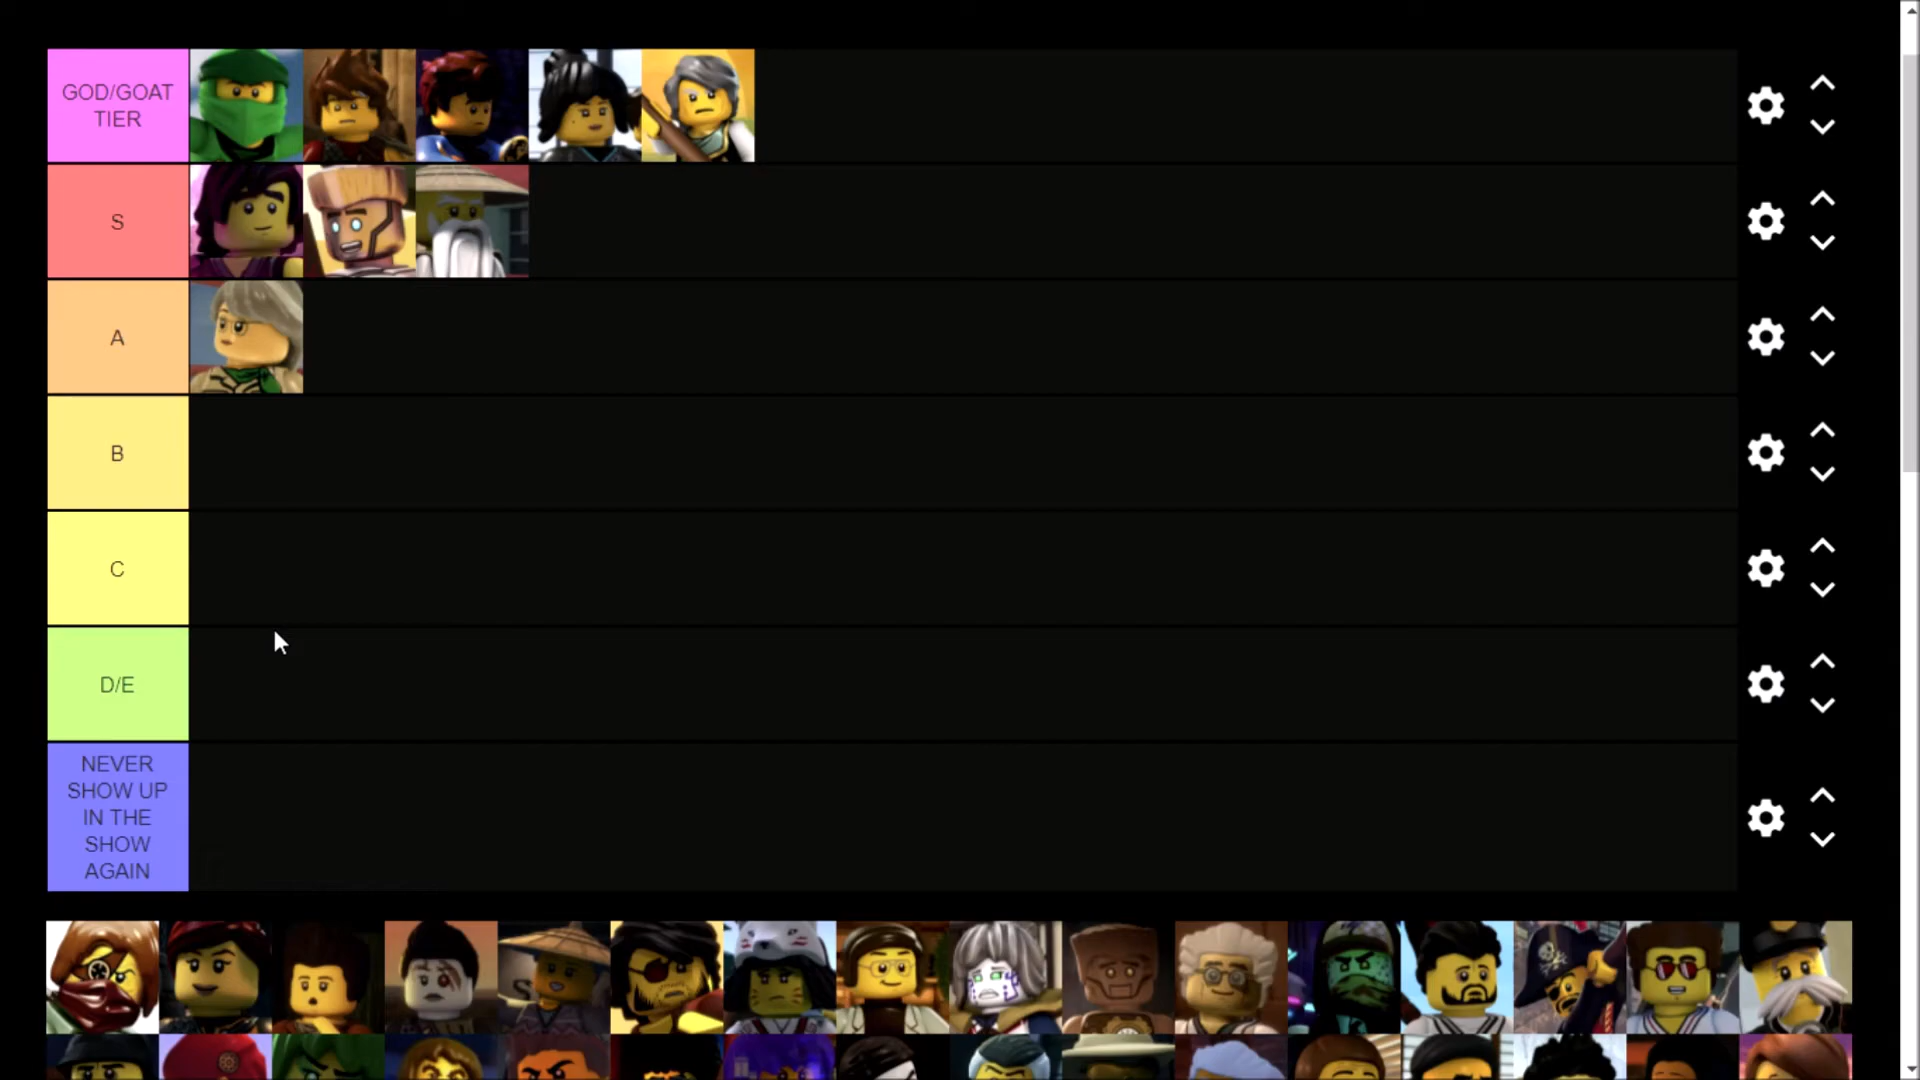 GOD/GOAT
TIER
S
A
B
C
D/E
NEVER
SHOW UP
IN THE
SHOW
AGAIN